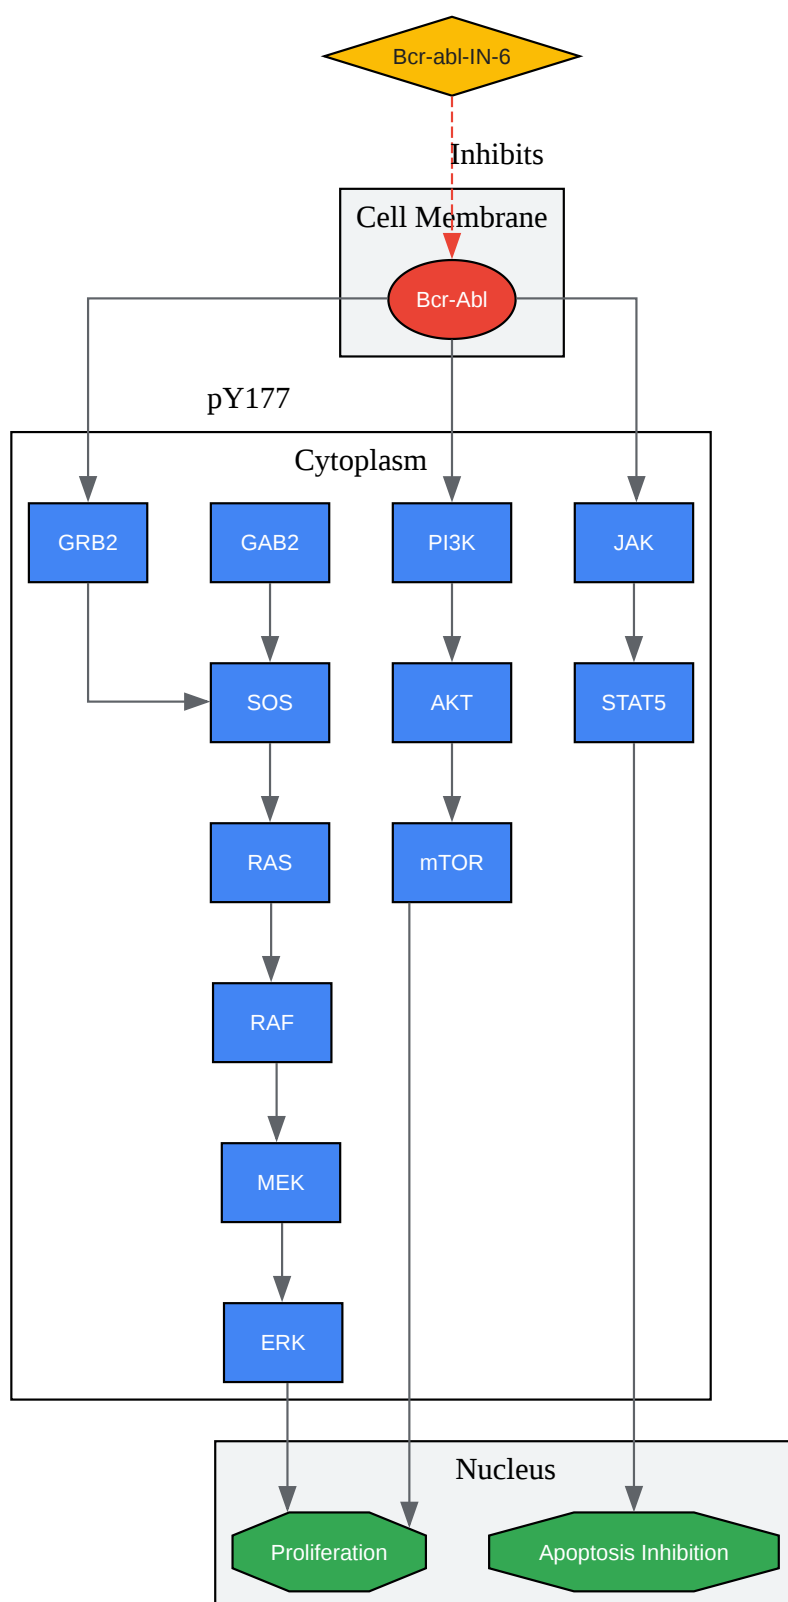 Bcr-abl-IN-6
Inhibits
Cell Membrane
Bcr-Abl
pY177
Cytoplasm
GRB2
GAB2
PI3K
JAK
SOS
AKT
STAT5
RAS
mTOR
RAF
MEK
ERK
Nucleus
Proliferation
Apoptosis Inhibition